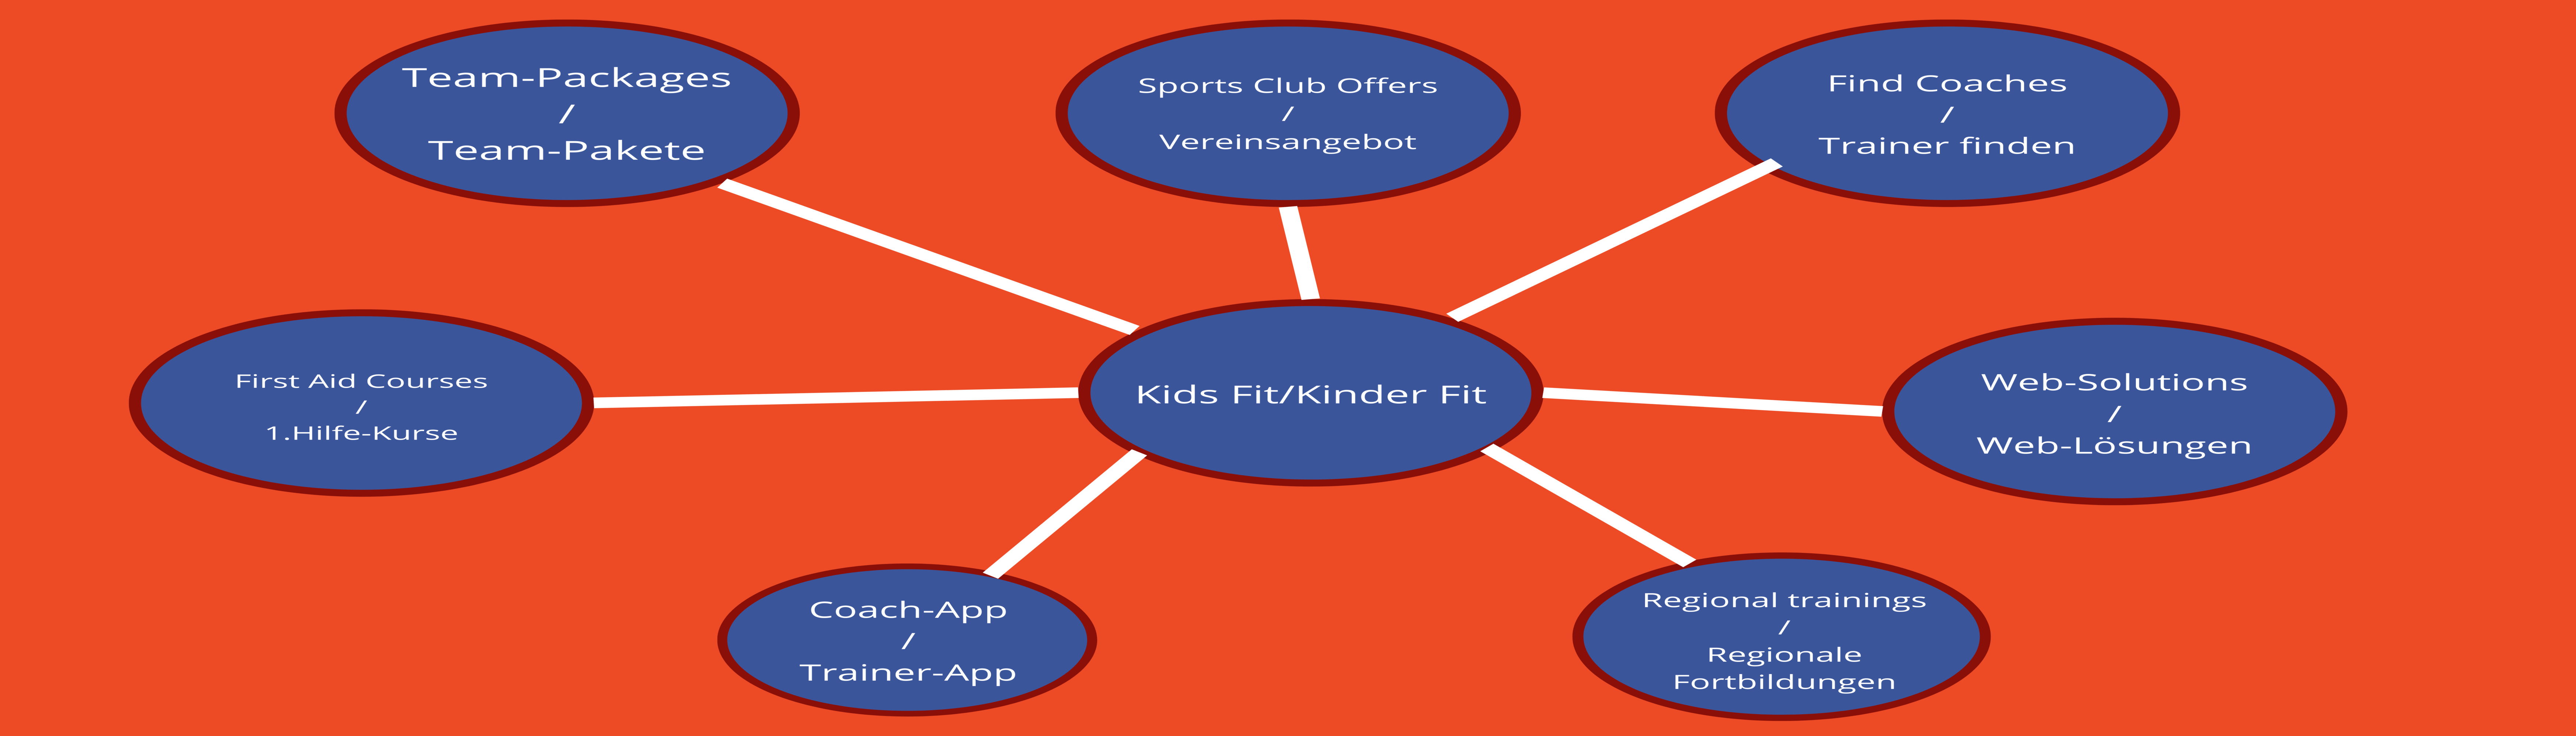 Team-Packages
/
Team-Pakete
Sports Club Offers
/
Vereinsangebot
Find Coaches
/
Trainer finden
First Aid Courses
/
1.Hilfe-Kurse
Kids Fit/Kinder Fit
Web-Solutions
/
Web-Lösungen
Coach-App
/
Trainer-App
Regional trainings
/
Regionale
Fortbildungen